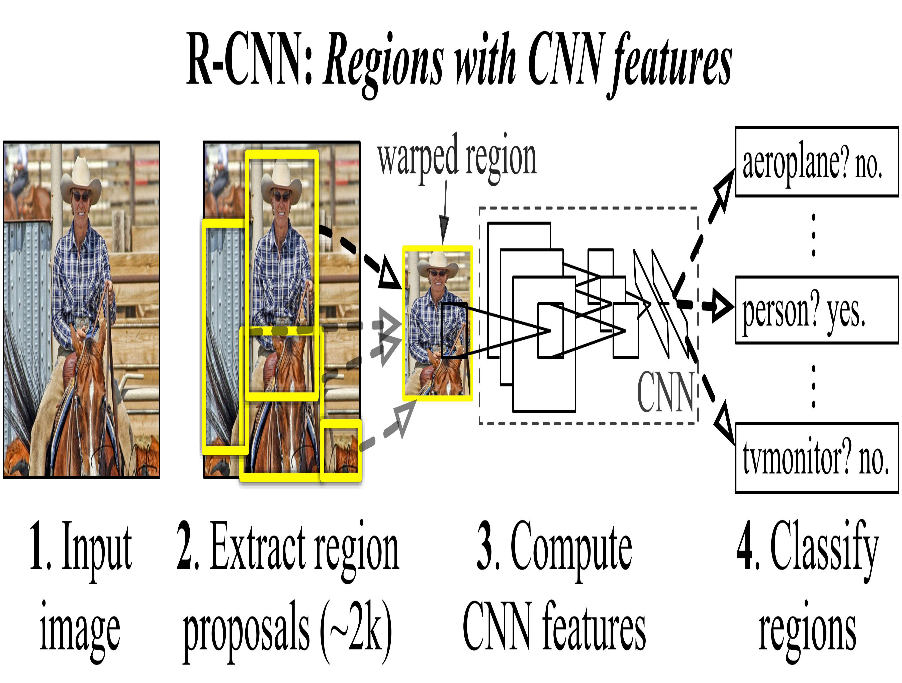 R-CNN: Regions with CNN features
warped region
aeroplane? no.
person? yes.
tvmonitor? no.
CNN
1. Input
image
2. Extract region
proposals (~2k)
3. Compute
CNN features
4. Classify
regions